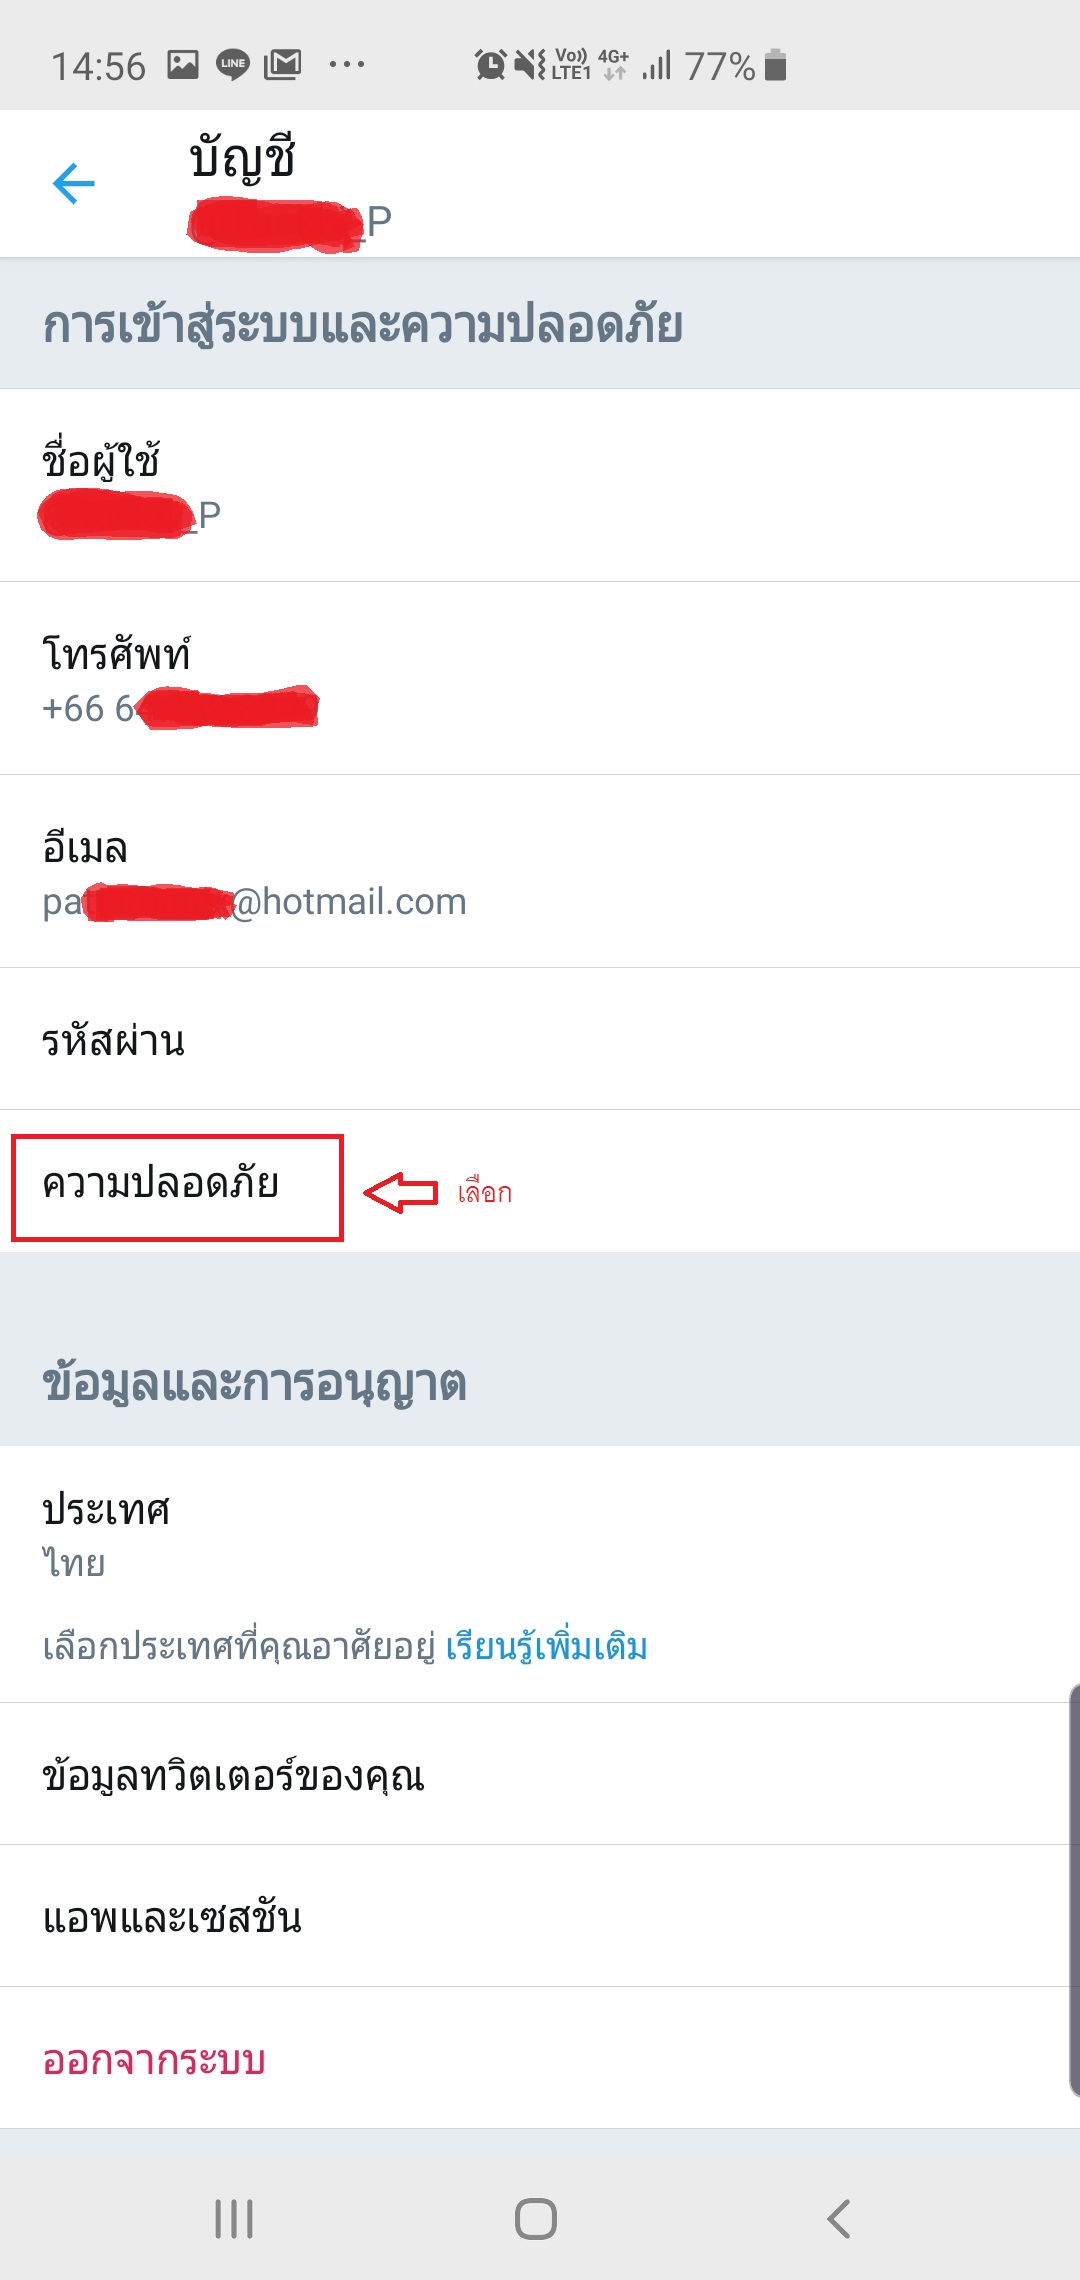 14:56 LINE Vo)) LTE1 4G+ 77%
บัญชี
_P
การเข้าสู่ระบบและความปลอดภัย
ชื่อผู้ใช้
_P
โทรศัพท์
+66 6
อีเมล
pa @hotmail.com
รหัสผ่าน
ความปลอดภัย เลือก
ข้อมูลและการอนุญาต
ประเทศ
ไทย
เลือกประเทศที่คุณอาศัยอยู่ เรียนรู้เพิ่มเติม
ข้อมูลทวิตเตอร์ของคุณ
แอพและเซสชัน
ออกจากระบบ